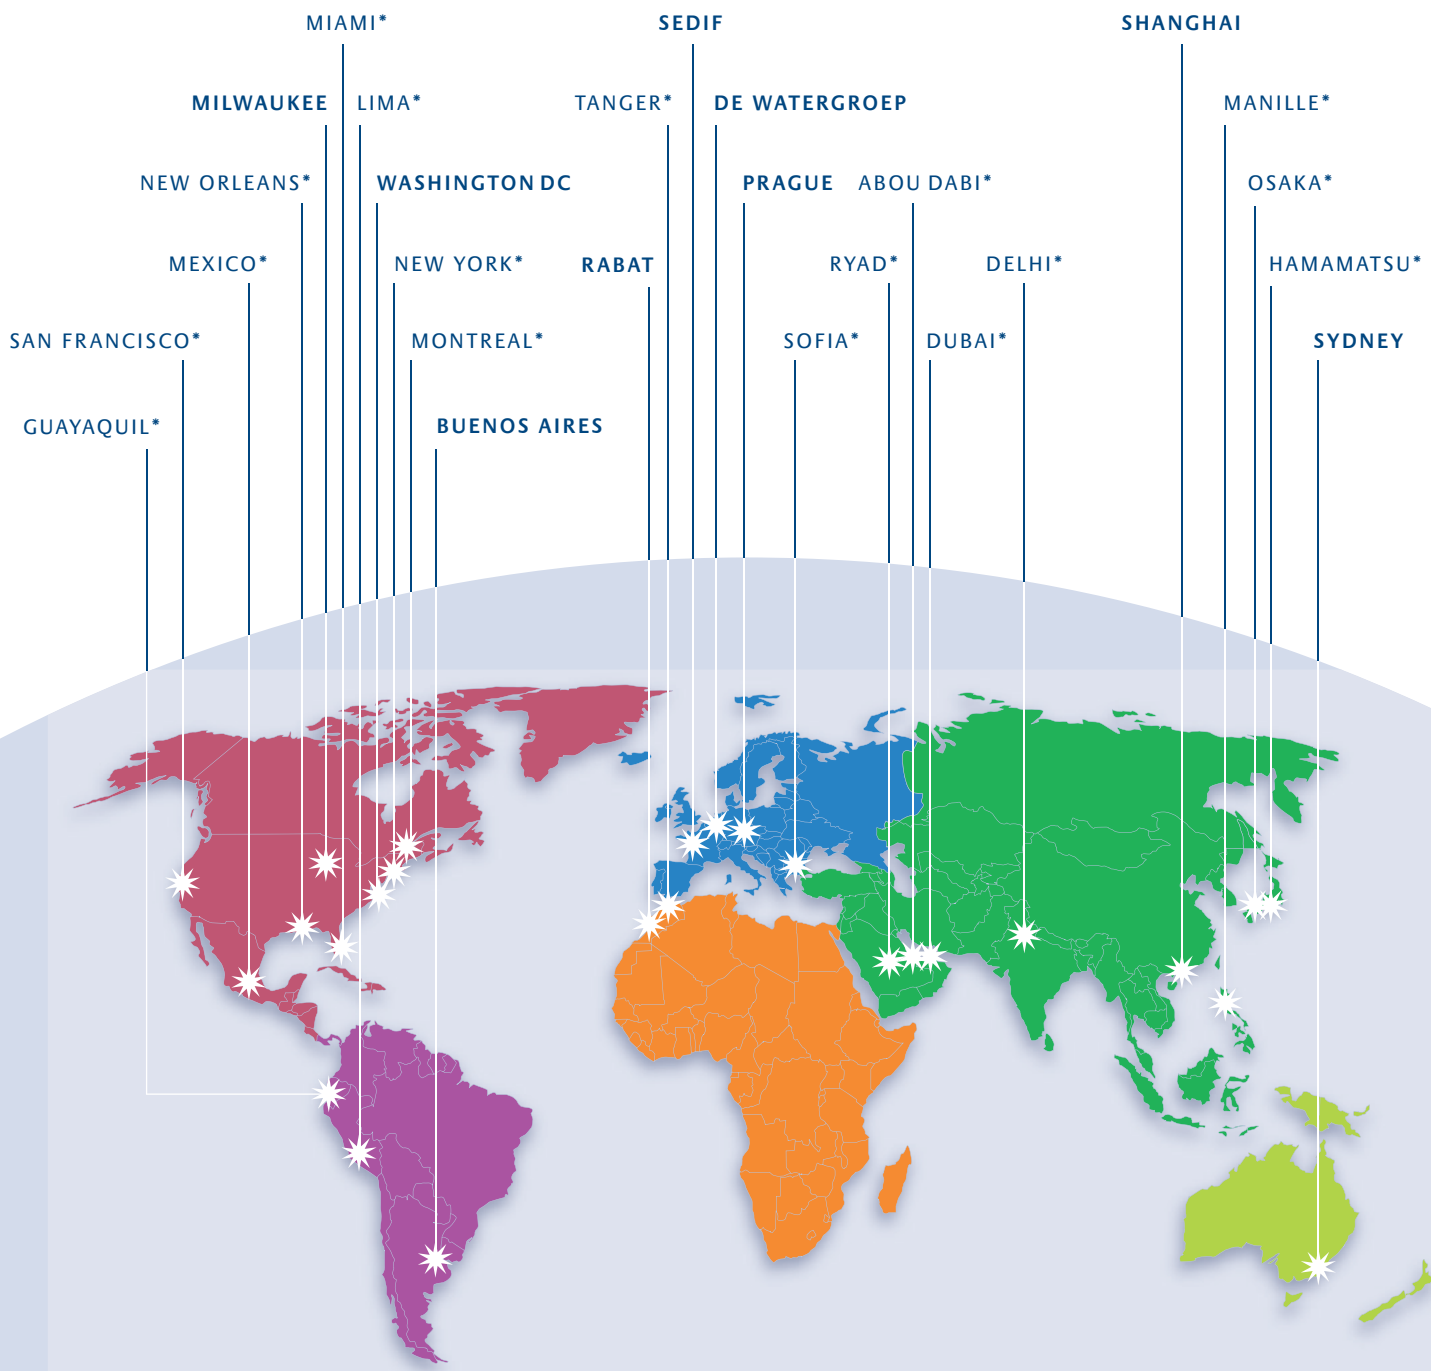 MIAMI*
SEDIF
SHANGHAI
MILWAUKEE
LIMA*
TANGER*
DE WATERGROEP
MANILLE*
NEW ORLEANS*
WASHINGTON DC
PRAGUE
ABOU DABI*
OSAKA*
MEXICO*
NEW YORK*
RABAT
RYAD*
DELHI*
HAMAMATSU*
SAN FRANCISCO*
MONTREAL*
SOFIA*
DUBAI*
SYDNEY
GUAYAQUIL*
BUENOS AIRES